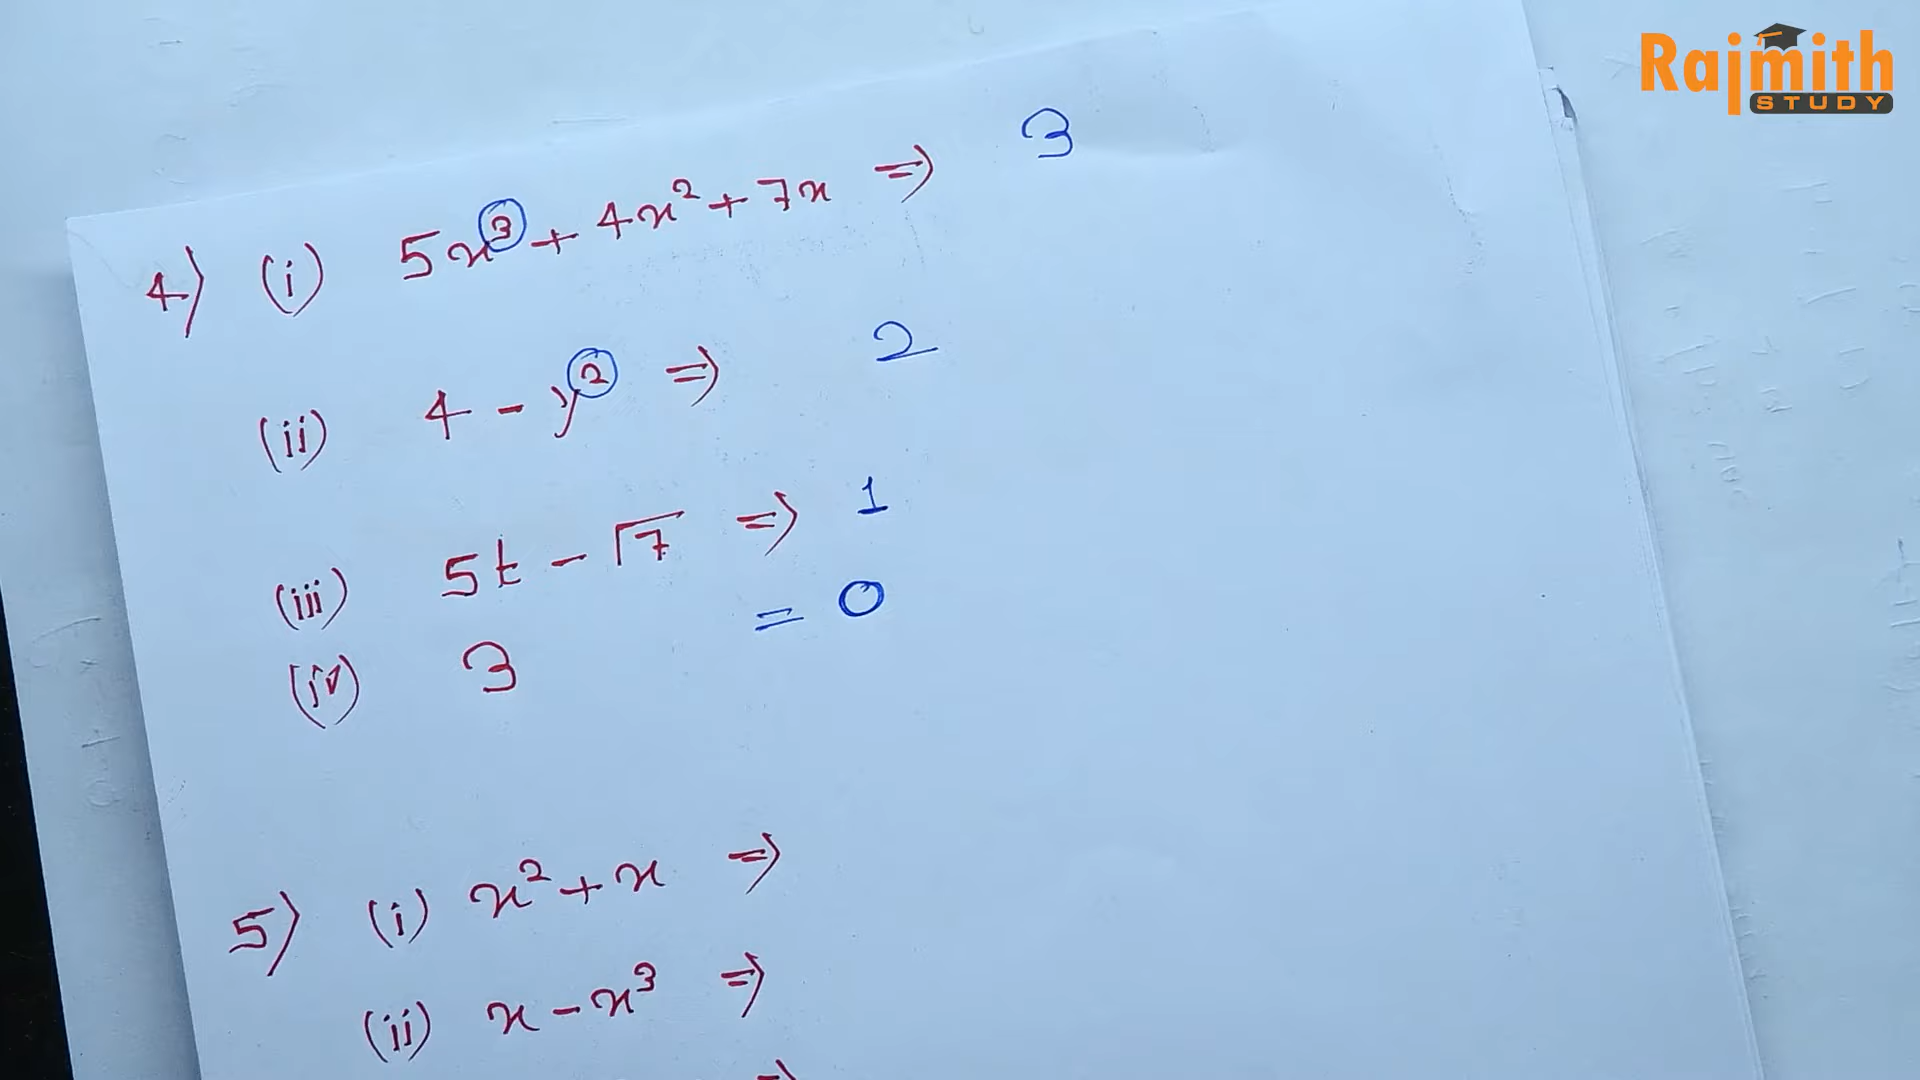 Rajmith
STUDY
4) (i) 5x³ + 4x² + 7x ⇒ 3
(ii) 4 - y² ⇒ 2
(iii) 5t - √7 ⇒ 1
(iv) 3 = 0
5) (i) x² + x ⇒
(ii) x - x³ ⇒
⇒